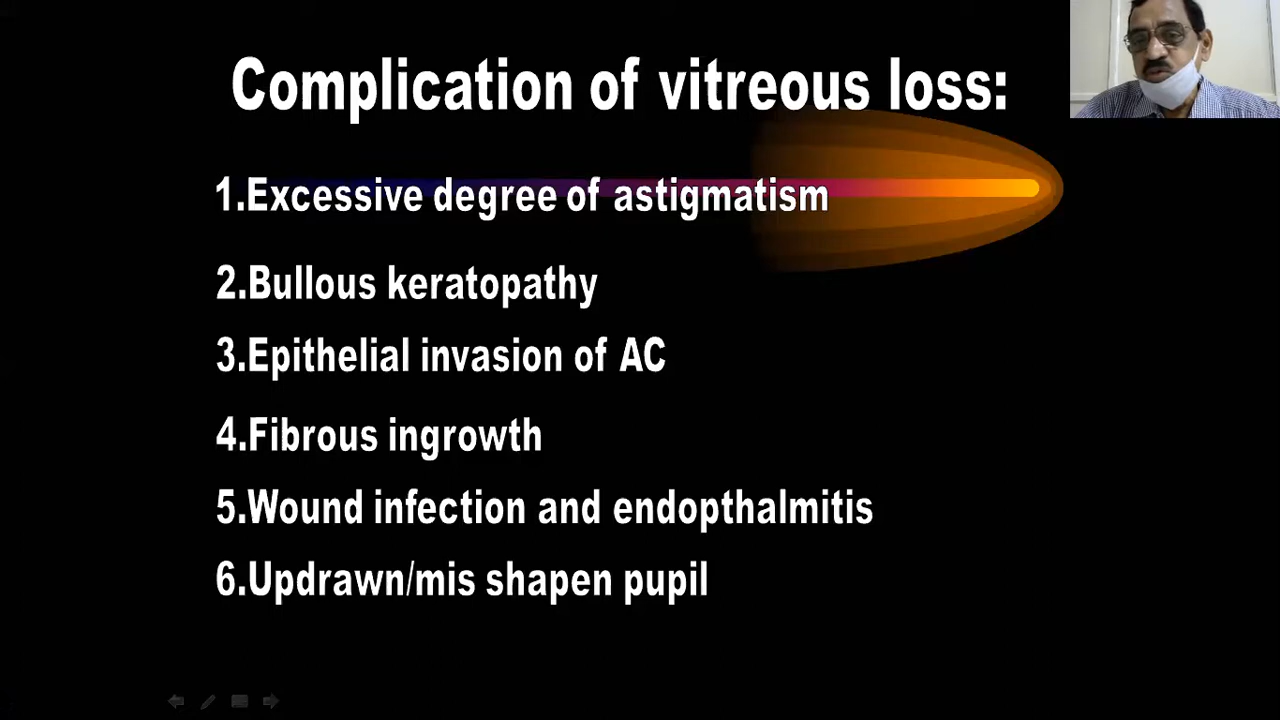 Complication of vitreous loss:
1.Excessive degree of astigmatism
2.Bullous keratopathy
3.Epithelial invasion of AC
4.Fibrous ingrowth
5.Wound infection and endopthalmitis
6.Updrawn/mis shapen pupil